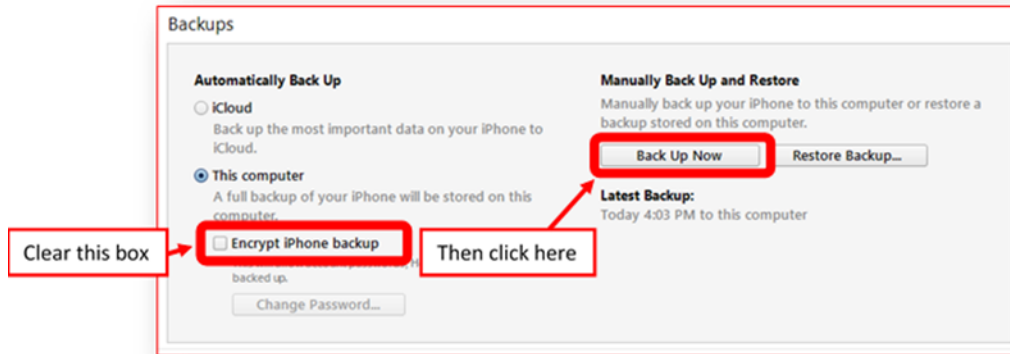 Backups
Automatically Back Up
iCloud
Back up the most important data on your iPhone to
iCloud.
This computer
A full backup of your iPhone will be stored on this
computer.
Encrypt iPhone backup
backed up.
Change Password...
Manually Back Up and Restore
Manually back up your iPhone to this computer or restore a
backup stored on this computer.
Back Up Now
Restore Backup...
Latest Backup:
Today 4:03 PM to this computer
Clear this box
Then click here